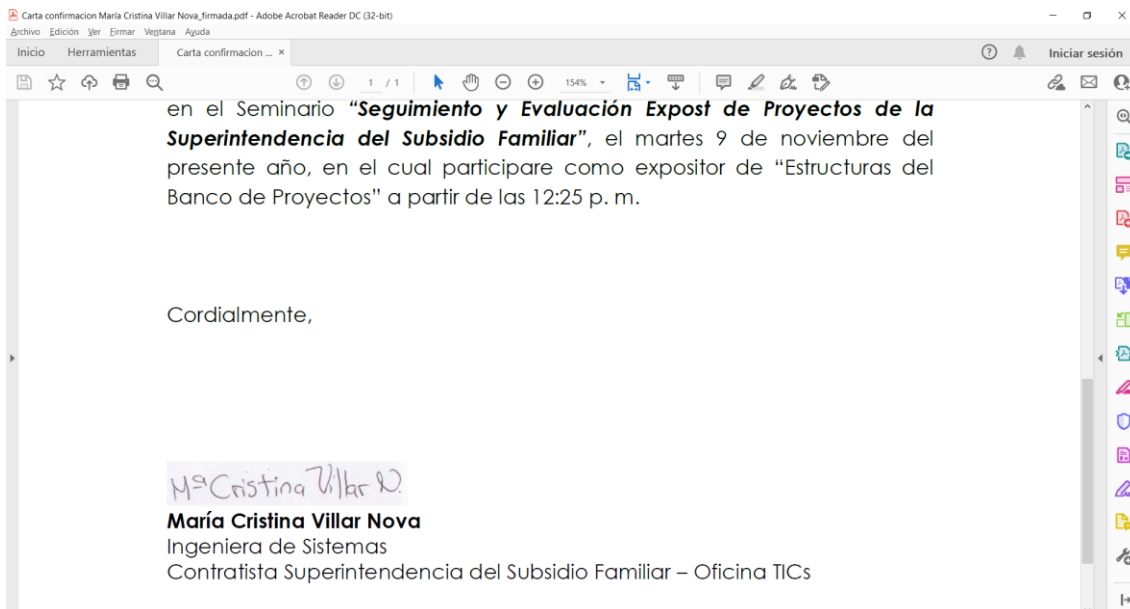 Carta confirmacion María Cristina Villar Nova_firmada.pdf - Adobe Acrobat Reader DC (32-bit)
Archivo Edición Ver Firmar Ventana Ayuda
Inicio Herramientas Carta confirmacion ... × Iniciar sesión
1 / 1 154%
en el Seminario “Seguimiento y Evaluación Expost de Proyectos de la
Superintendencia del Subsidio Familiar”, el martes 9 de noviembre del
presente año, en el cual participare como expositor de “Estructuras del
Banco de Proyectos” a partir de las 12:25 p. m.
Cordialmente,
Mª Cristina Villar N.
María Cristina Villar Nova
Ingeniera de Sistemas
Contratista Superintendencia del Subsidio Familiar – Oficina TICs